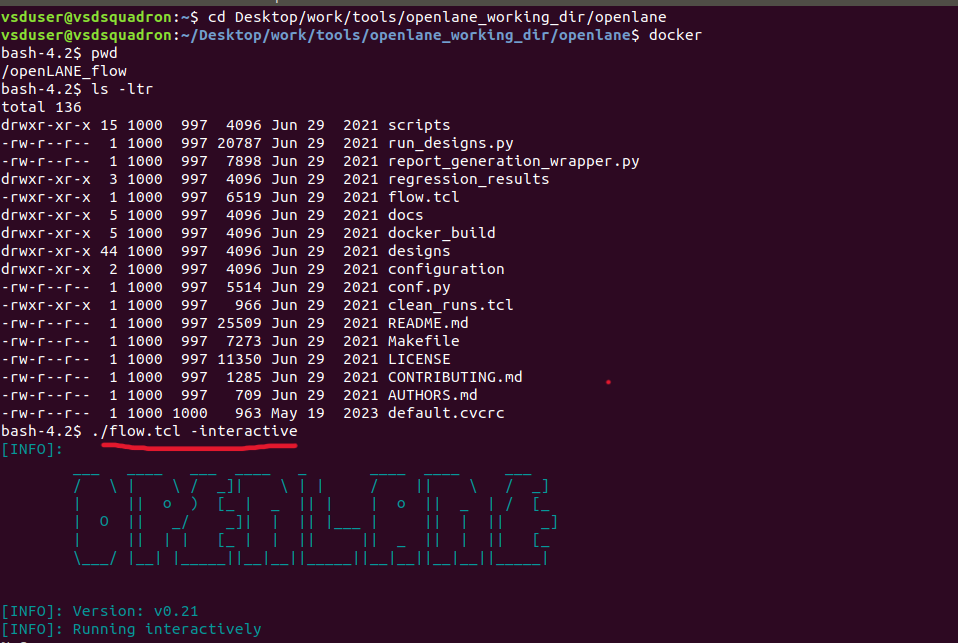 vsduser@vsdsquadron:~$ cd Desktop/work/tools/openlane_working_dir/openlane
vsduser@vsdsquadron:~/Desktop/work/tools/openlane_working_dir/openlane$ docker
bash-4.2$ pwd
/openLANE_flow
bash-4.2$ ls -ltr
total 136
drwxr-xr-x 15 1000  997  4096 Jun 29  2021 scripts
-rw-r--r--  1 1000  997 20787 Jun 29  2021 run_designs.py
-rw-r--r--  1 1000  997  7898 Jun 29  2021 report_generation_wrapper.py
drwxr-xr-x  3 1000  997  4096 Jun 29  2021 regression_results
-rwxr-xr-x  1 1000  997  6519 Jun 29  2021 flow.tcl
drwxr-xr-x  5 1000  997  4096 Jun 29  2021 docs
drwxr-xr-x  5 1000  997  4096 Jun 29  2021 docker_build
drwxr-xr-x 44 1000  997  4096 Jun 29  2021 designs
drwxr-xr-x  2 1000  997  4096 Jun 29  2021 configuration
-rw-r--r--  1 1000  997  5514 Jun 29  2021 conf.py
-rwxr-xr-x  1 1000  997   966 Jun 29  2021 clean_runs.tcl
-rw-r--r--  1 1000  997 25509 Jun 29  2021 README.md
-rw-r--r--  1 1000  997  7273 Jun 29  2021 Makefile
-rw-r--r--  1 1000  997 11350 Jun 29  2021 LICENSE
-rw-r--r--  1 1000  997  1285 Jun 29  2021 CONTRIBUTING.md
-rw-r--r--  1 1000  997   709 Jun 29  2021 AUTHORS.md
-rw-r--r--  1 1000 1000   963 May 19  2023 default.cvcrc
bash-4.2$ ./flow.tcl -interactive
[INFO]:
OPENLANE
[INFO]: Version: v0.21
[INFO]: Running interactively